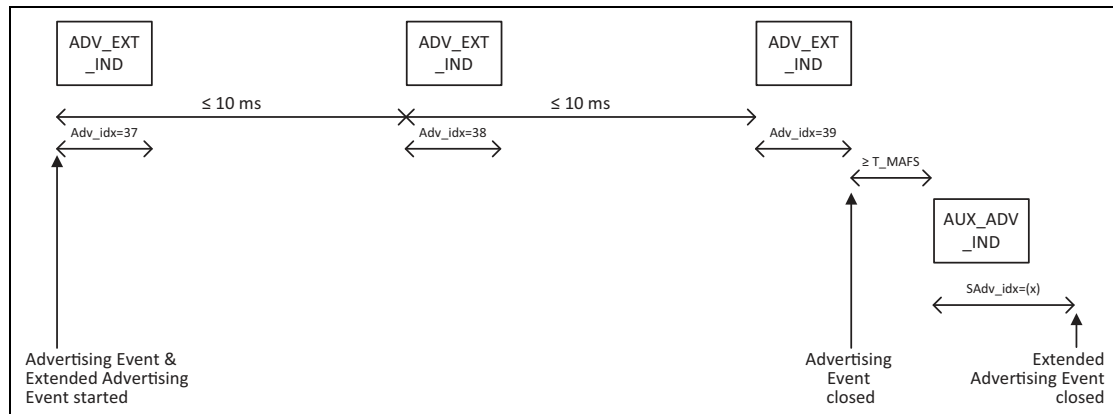 ADV_EXT
_IND
ADV_EXT
_IND
ADV_EXT
_IND
≤ 10 ms
≤ 10 ms
Adv_idx=37
Adv_idx=38
Adv_idx=39
≥ T_MAFS
AUX_ADV
_IND
SAdv_idx=(x)
Advertising Event &
Extended Advertising
Event started
Advertising
Event
closed
Extended
Advertising Event
closed